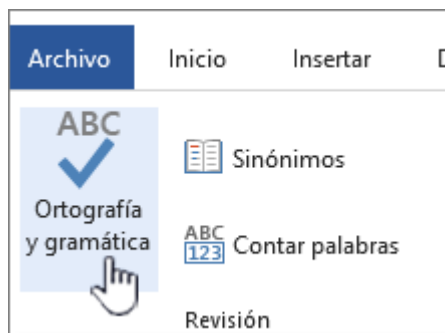 Archivo Inicio Insertar D
ABC
Ortografía
y gramática
Sinónimos
ABC
123 Contar palabras
Revisión